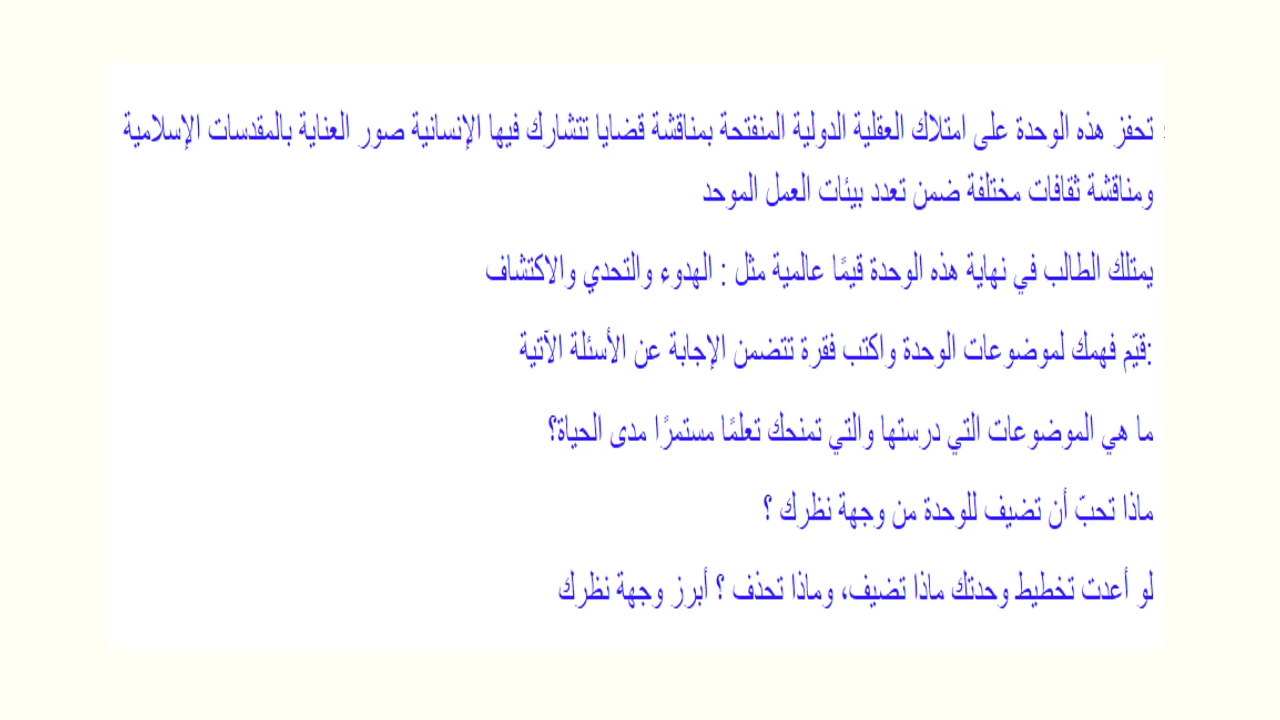 تحفز هذه الوحدة على امتلاك العقلية الدولية المنفتحة بمناقشة قضايا تتشارك فيها الإنسانية صور العناية بالمقدسات الإسلامية
ومناقشة ثقافات مختلفة ضمن تعدد بيئات العمل الموحد
يمتلك الطالب في نهاية هذه الوحدة قيمًا عالمية مثل : الهدوء والتحدي والاكتشاف
:قيّم فهمك لموضوعات الوحدة واكتب فقرة تتضمن الإجابة عن الأسئلة الآتية
ما هي الموضوعات التي درستها والتي تمنحك تعلمًا مستمرًا مدى الحياة؟
ماذا تحبّ أن تضيف للوحدة من وجهة نظرك ؟
لو أعدت تخطيط وحدتك ماذا تضيف، وماذا تحذف ؟ أبرز وجهة نظرك